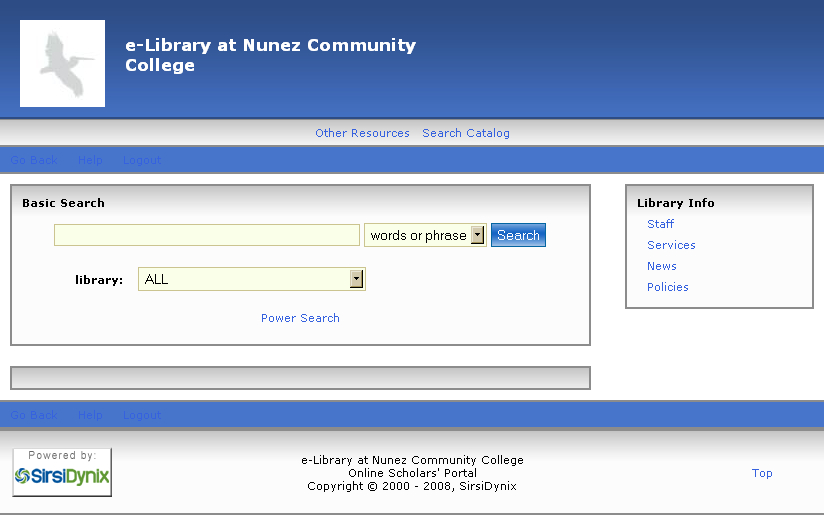 e-Library at Nunez Community
College
Other Resources Search Catalog
Go Back Help Logout
Basic Search
words or phrase Search
library: ALL
Power Search
Library Info
Staff
Services
News
Policies
Go Back Help Logout
Powered by:
SirsiDynix
e-Library at Nunez Community College
Online Scholars' Portal
Copyright © 2000 - 2008, SirsiDynix
Top